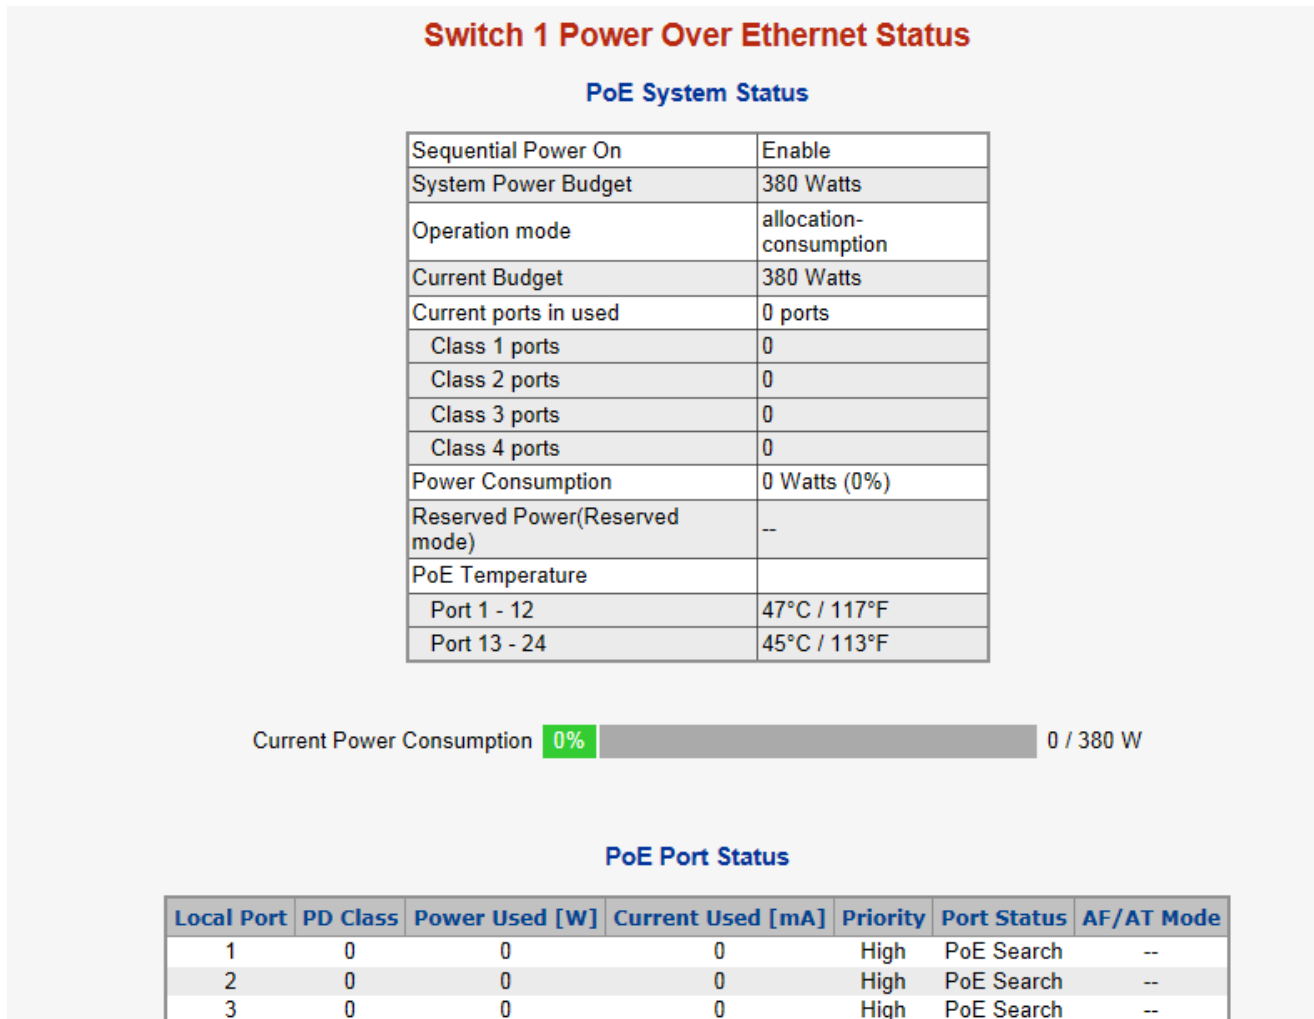 Switch 1 Power Over Ethernet Status
PoE System Status
Sequential Power On Enable
System Power Budget 380 Watts
Operation mode allocation-
consumption
Current Budget 380 Watts
Current ports in used 0 ports
Class 1 ports 0
Class 2 ports 0
Class 3 ports 0
Class 4 ports 0
Power Consumption 0 Watts (0%)
Reserved Power(Reserved
mode) --
PoE Temperature
Port 1 - 12 47°C / 117°F
Port 13 - 24 45°C / 113°F
Current Power Consumption 0% 0 / 380 W
PoE Port Status
Local Port PD Class Power Used [W] Current Used [mA] Priority Port Status AF/AT Mode
1 0 0 0 High PoE Search --
2 0 0 0 High PoE Search --
3 0 0 0 High PoE Search --